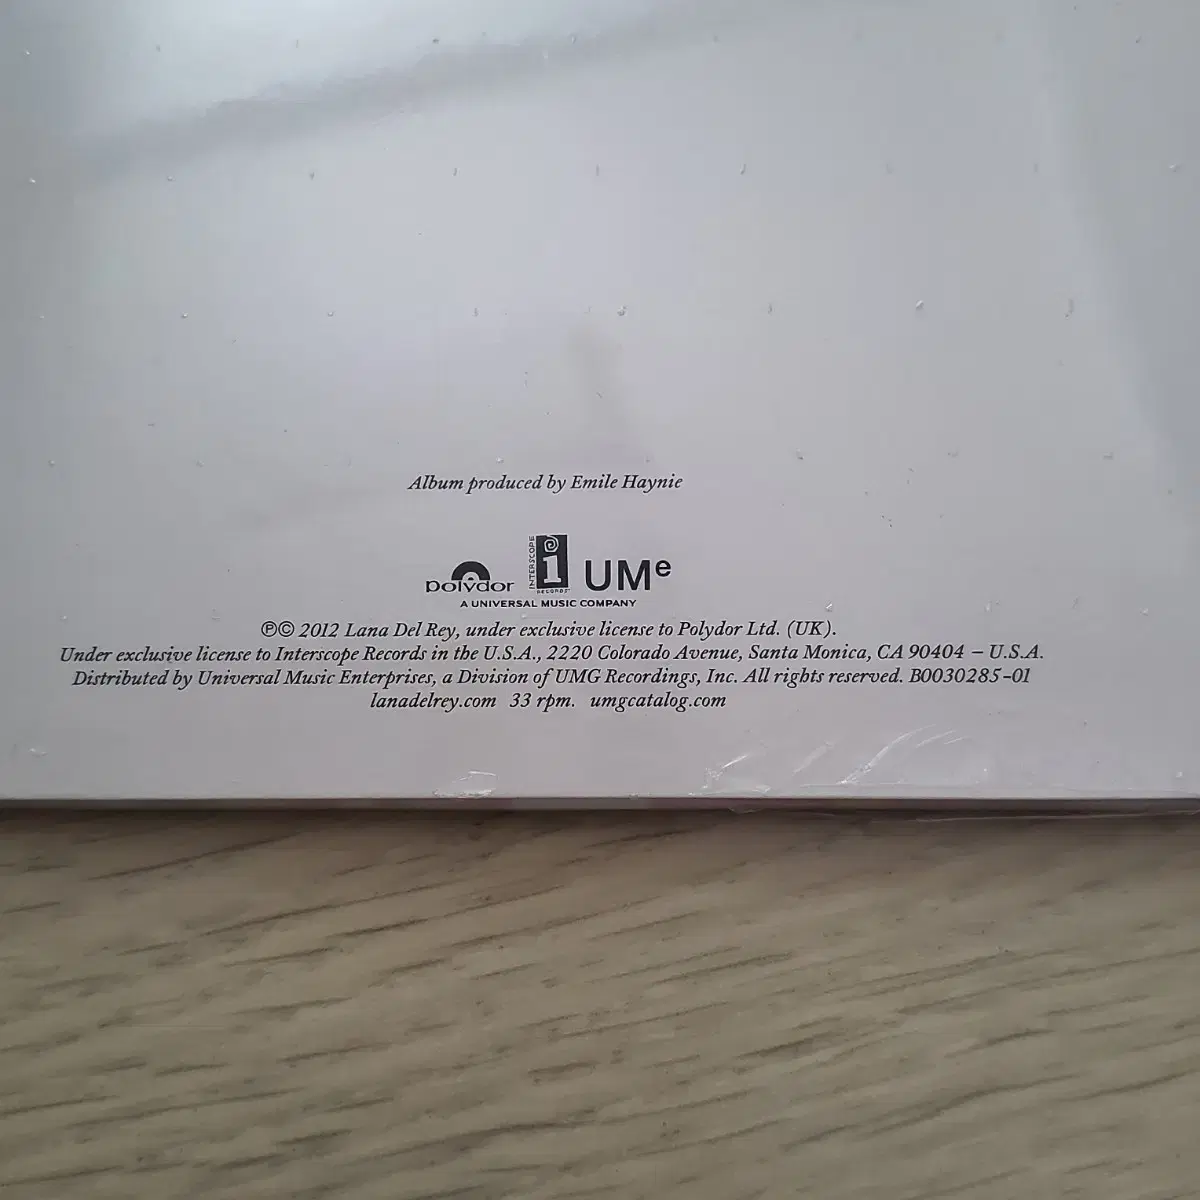 Album produced by Emile Haynie
polydor INTERSCOPE RECORDS i UMe
A UNIVERSAL MUSIC COMPANY
℗© 2012 Lana Del Rey, under exclusive license to Polydor Ltd. (UK).
Under exclusive license to Interscope Records in the U.S.A., 2220 Colorado Avenue, Santa Monica, CA 90404 – U.S.A.
Distributed by Universal Music Enterprises, a Division of UMG Recordings, Inc. All rights reserved. B0030285-01
lanadelrey.com 33 rpm. umgcatalog.com